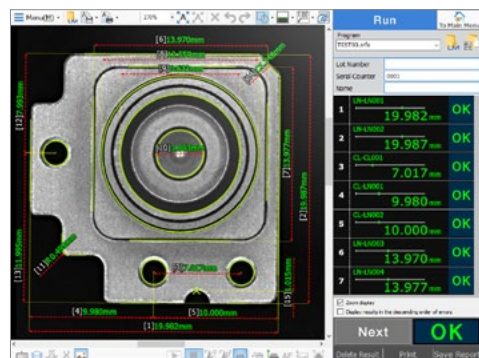 Menu(M)
270%
Run
To Main Menu
Program
Lot Number
Serial Counter 0001
Name
1 LN-LN001
19.982 mm OK
2 LN-LN002
19.987 mm OK
3 CL-CL001
7.017 mm OK
4 CL-LN001
9.980 mm OK
5 CL-LN002
10.000 mm OK
6 LN-LN003
13.970 mm OK
7 LN-LN004
13.977 mm OK
Zoom display
Display results in the descending order of errors
Next OK
Delete Result Print Save Report
[6]13.970mm
[12]7.993mm
[7]13.977mm
[2]19.987mm
[13]11.995mm
[4]9.980mm
[5]10.000mm
[1]19.982mm